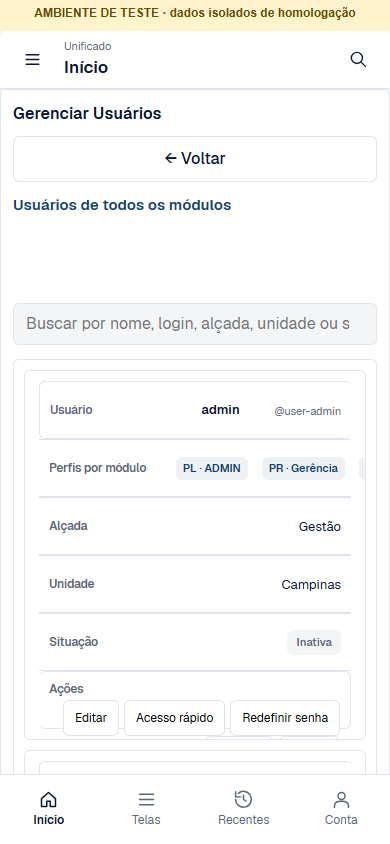 AMBIENTE DE TESTE · dados isolados de homologação
Unificado
Início
Gerenciar Usuários
← Voltar
Usuários de todos os módulos
Buscar por nome, login, alçada, unidade ou s
Usuário admin @user-admin
Perfis por módulo PL · ADMIN PR · Gerência
Alçada Gestão
Unidade Campinas
Situação Inativa
Ações
Editar Acesso rápido Redefinir senha
Início Telas Recentes Conta